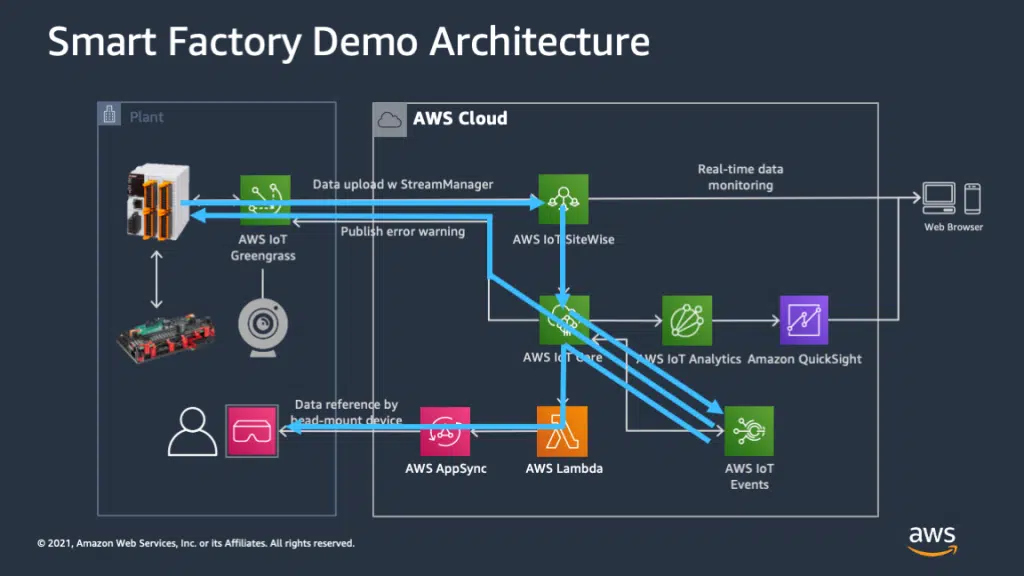 Smart Factory Demo Architecture
Plant
AWS Cloud
Data upload w StreamManager
Real-time data
monitoring
Publish error warning
AWS IoT
Greengrass
AWS IoT SiteWise
Web Browser
AWS IoT Core
AWS IoT Analytics
Amazon QuickSight
Data reference by
head-mount device
AWS AppSync
AWS Lambda
AWS IoT
Events
© 2021, Amazon Web Services, Inc. or its Affiliates. All rights reserved.
aws